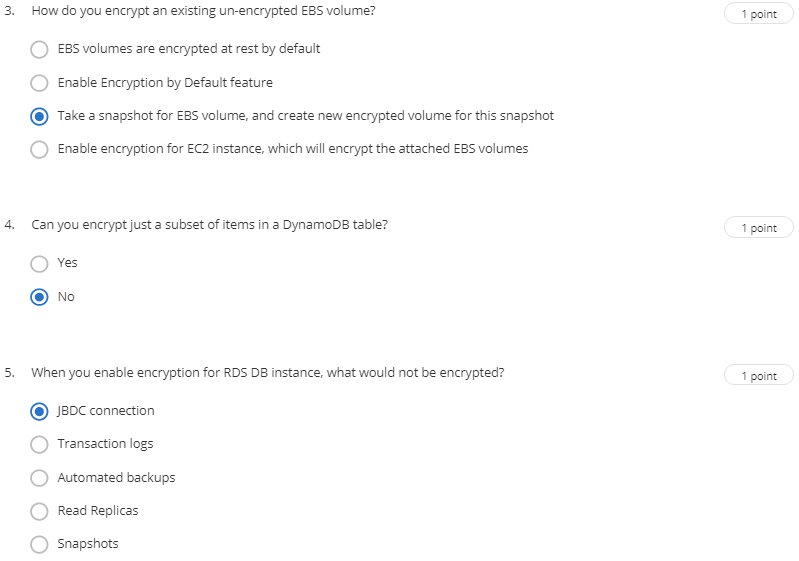 3. How do you encrypt an existing un-encrypted EBS volume? 1 point
EBS volumes are encrypted at rest by default
Enable Encryption by Default feature
Take a snapshot for EBS volume, and create new encrypted volume for this snapshot
Enable encryption for EC2 instance, which will encrypt the attached EBS volumes
4. Can you encrypt just a subset of items in a DynamoDB table? 1 point
Yes
No
5. When you enable encryption for RDS DB instance, what would not be encrypted? 1 point
JBDC connection
Transaction logs
Automated backups
Read Replicas
Snapshots